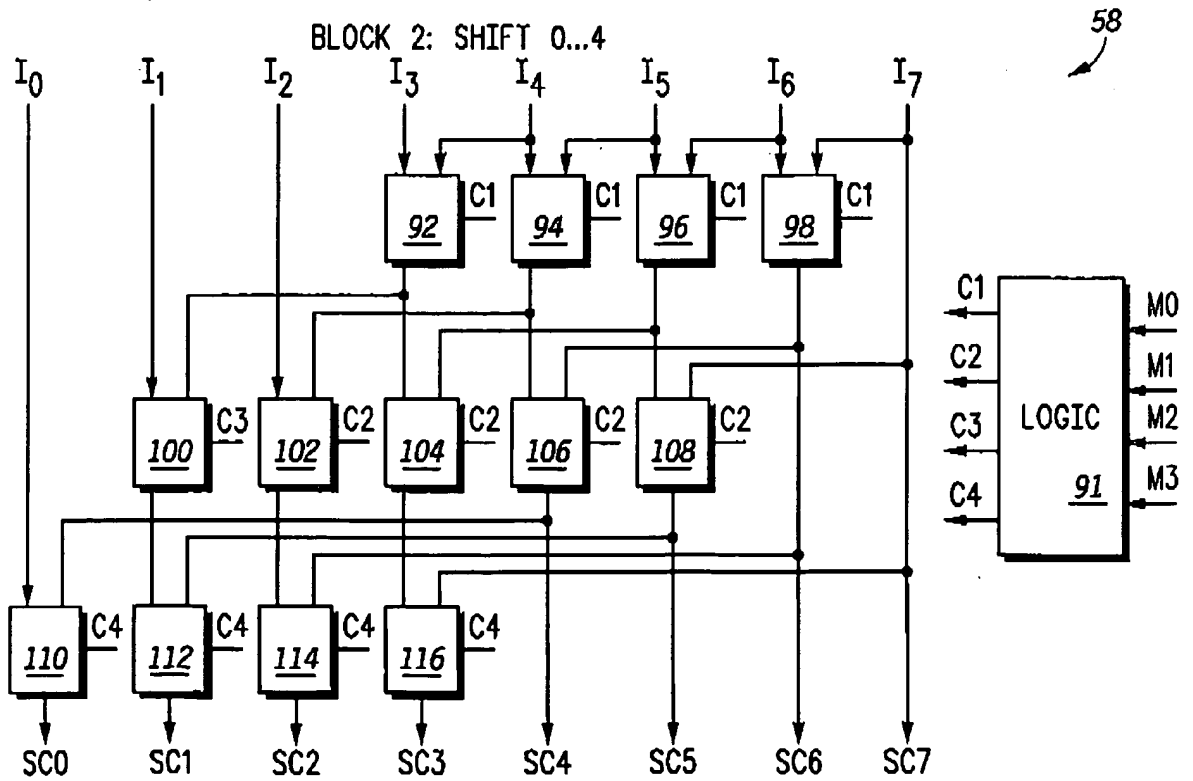 58
BLOCK 2: SHIFT 0...4
I0 I1 I2 I3 I4 I5 I6 I7
92 C1 94 C1 96 C1 98 C1
C1 M0
C2 M1
C3 LOGIC M2
C4 91 M3
100 C3 102 C2 104 C2 106 C2 108 C2
110 C4 112 C4 114 C4 116 C4
SC0 SC1 SC2 SC3 SC4 SC5 SC6 SC7